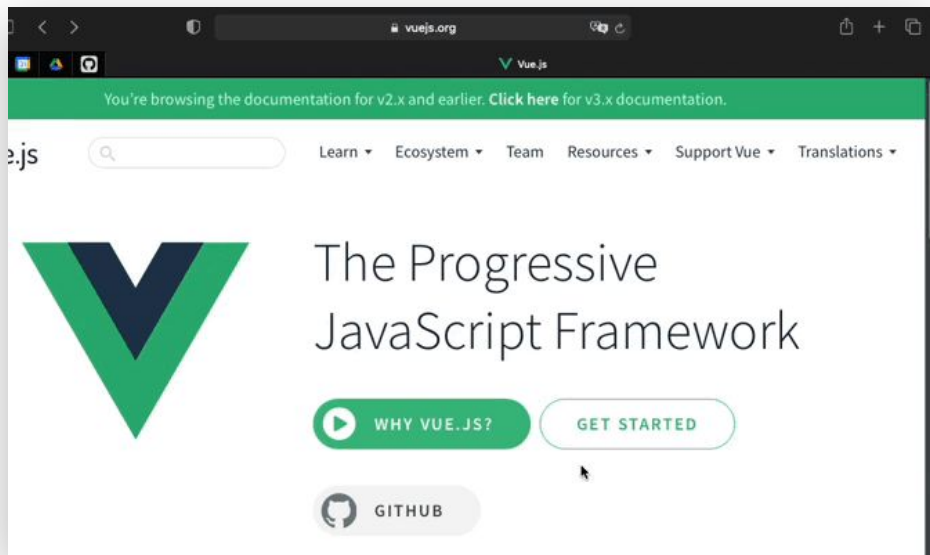 vuejs.org
Vue.js
You're browsing the documentation for v2.x and earlier. Click here for v3.x documentation.
e.js
Learn Ecosystem Team Resources Support Vue Translations
The Progressive
JavaScript Framework
WHY VUE.JS? GET STARTED
GITHUB